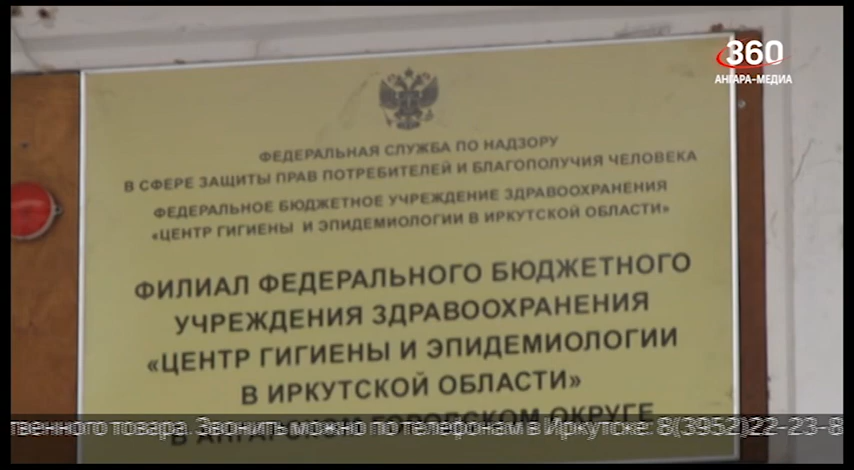 360
АНГАРА-МЕДИА
ФЕДЕРАЛЬНАЯ СЛУЖБА ПО НАДЗОРУ
В СФЕРЕ ЗАЩИТЫ ПРАВ ПОТРЕБИТЕЛЕЙ И БЛАГОПОЛУЧИЯ ЧЕЛОВЕКА
ФЕДЕРАЛЬНОЕ БЮДЖЕТНОЕ УЧРЕЖДЕНИЕ ЗДРАВООХРАНЕНИЯ
«ЦЕНТР ГИГИЕНЫ И ЭПИДЕМИОЛОГИИ В ИРКУТСКОЙ ОБЛАСТИ»
ФИЛИАЛ ФЕДЕРАЛЬНОГО БЮДЖЕТНОГО
УЧРЕЖДЕНИЯ ЗДРАВООХРАНЕНИЯ
«ЦЕНТР ГИГИЕНЫ И ЭПИДЕМИОЛОГИИ
В ИРКУТСКОЙ ОБЛАСТИ»
В АНГАРСКОМ ГОРОДСКОМ ОКРУГЕ
твенного товара. Звонить можно по телефонам в Иркутске: 8(3952)22-23-8